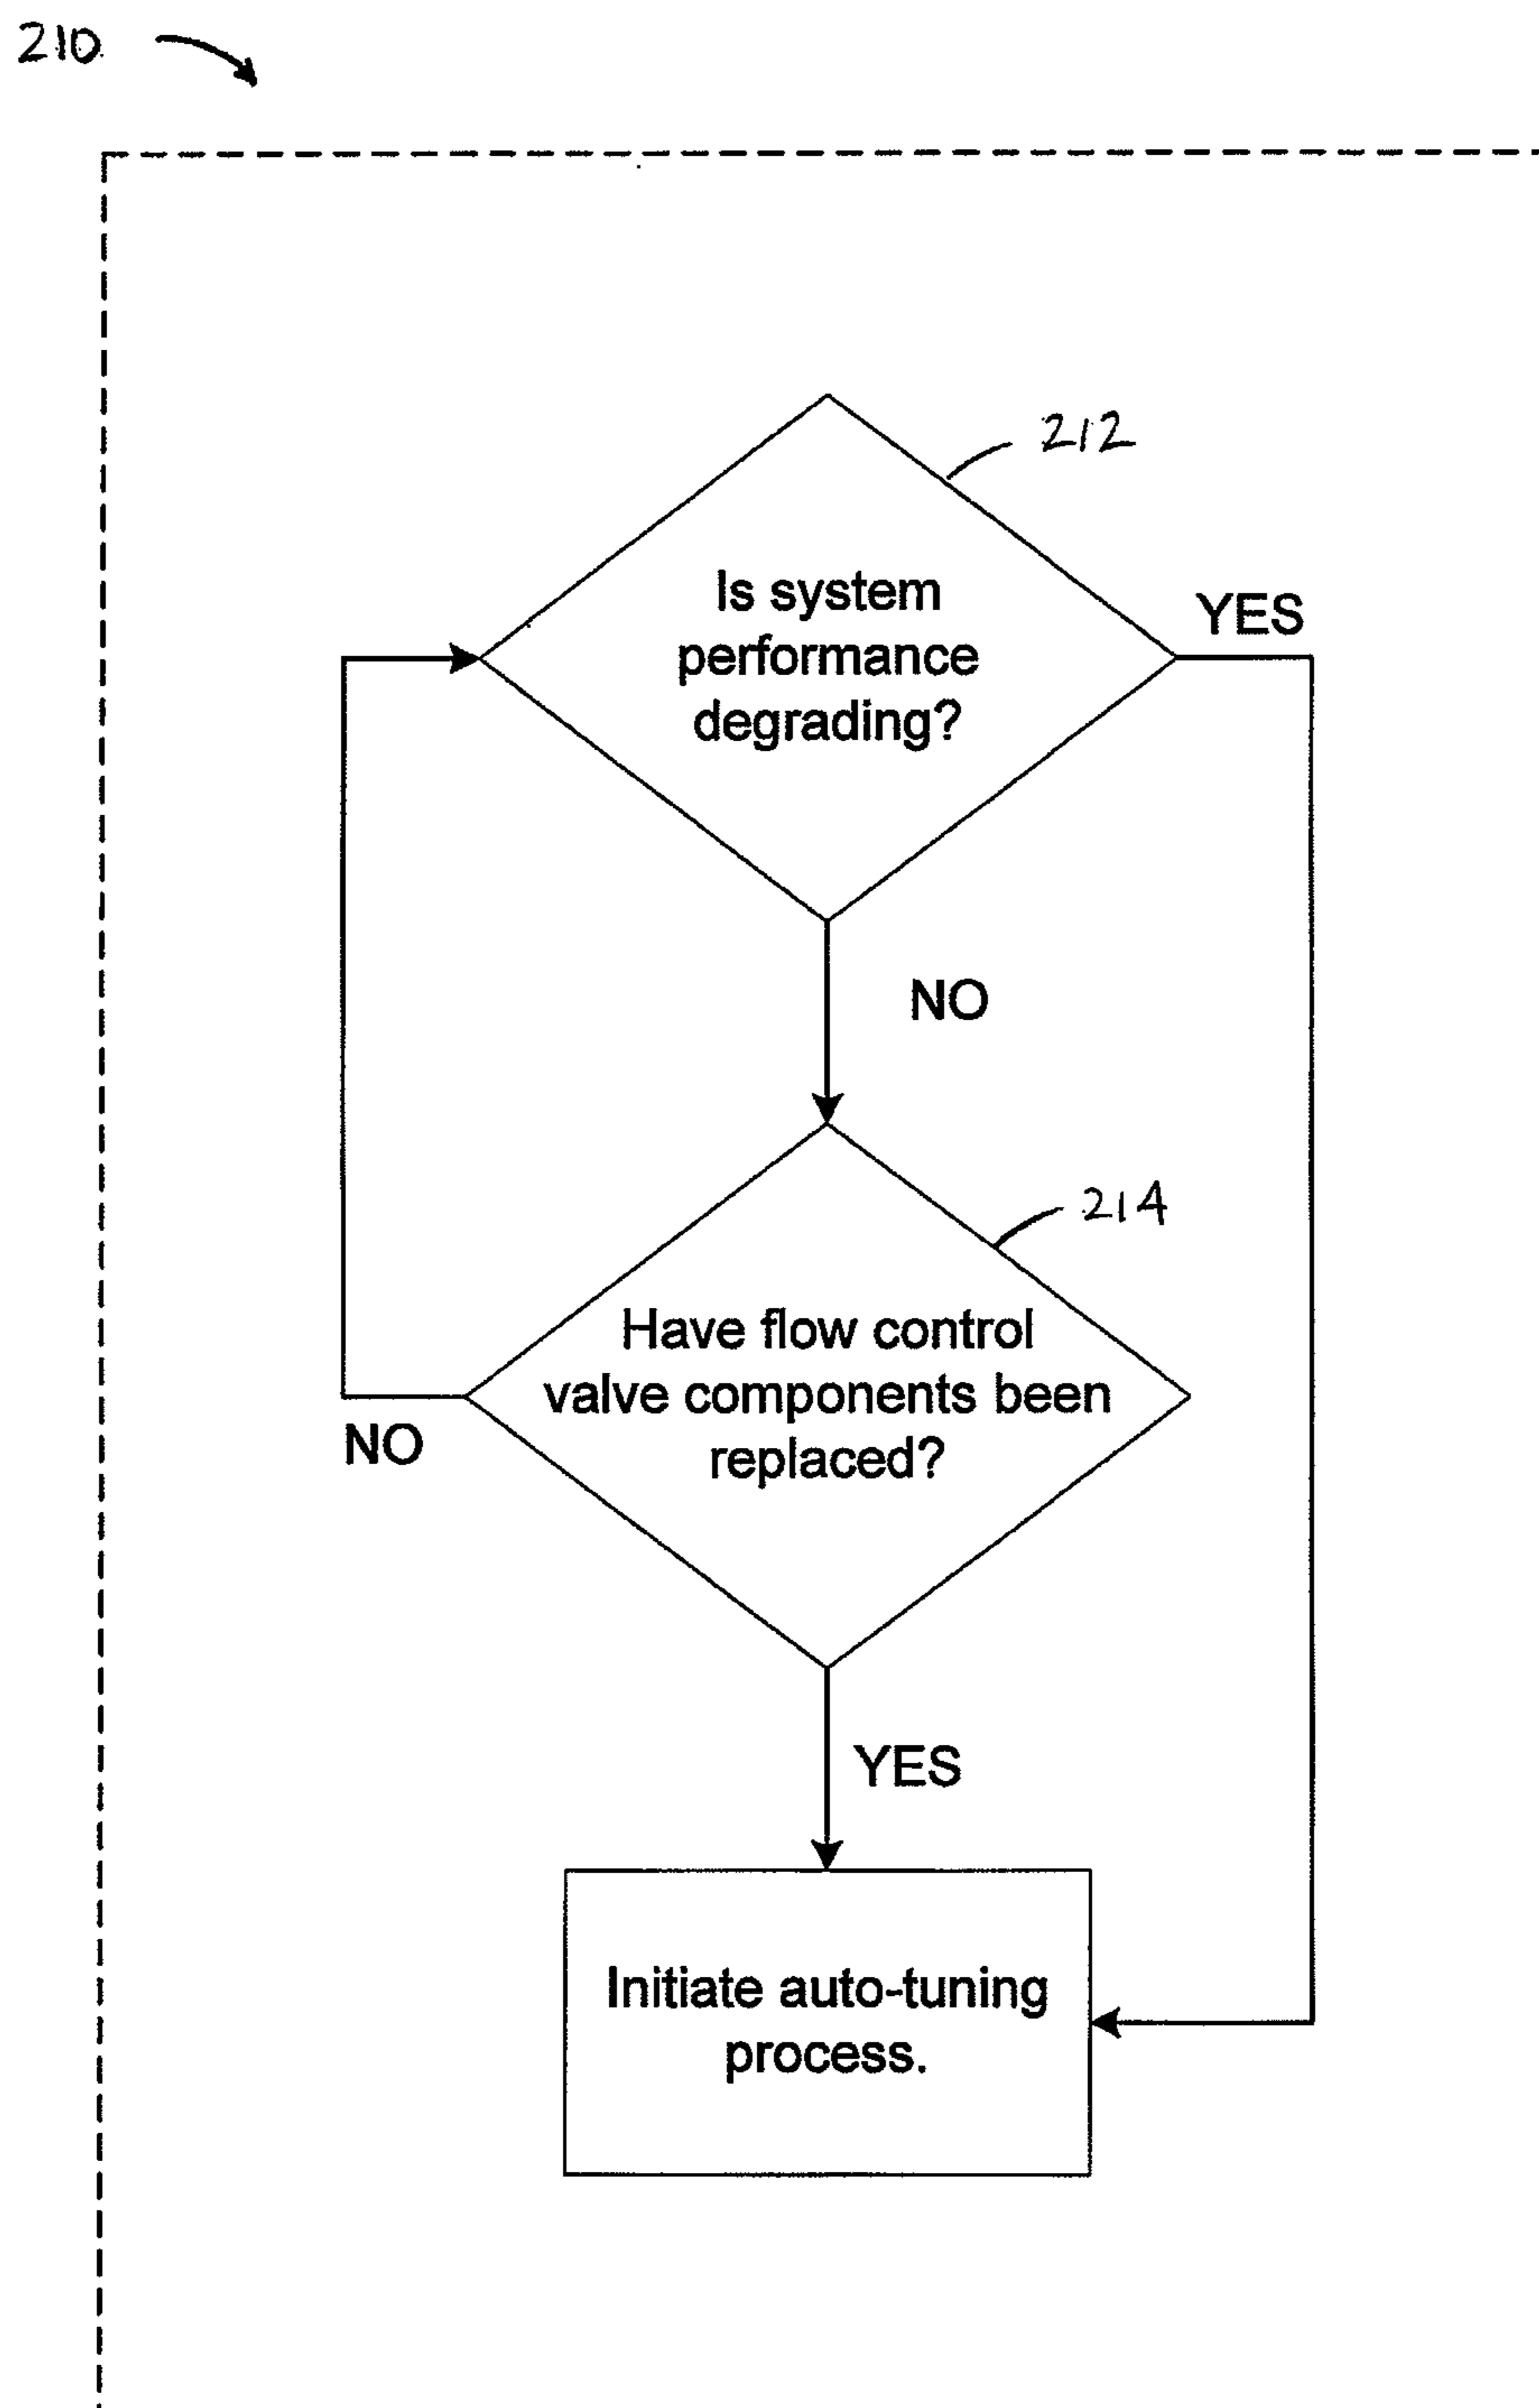 210
212
Is system
performance
degrading?
YES
NO
214
Have flow control
valve components been
replaced?
NO
YES
Initiate auto-tuning
process.